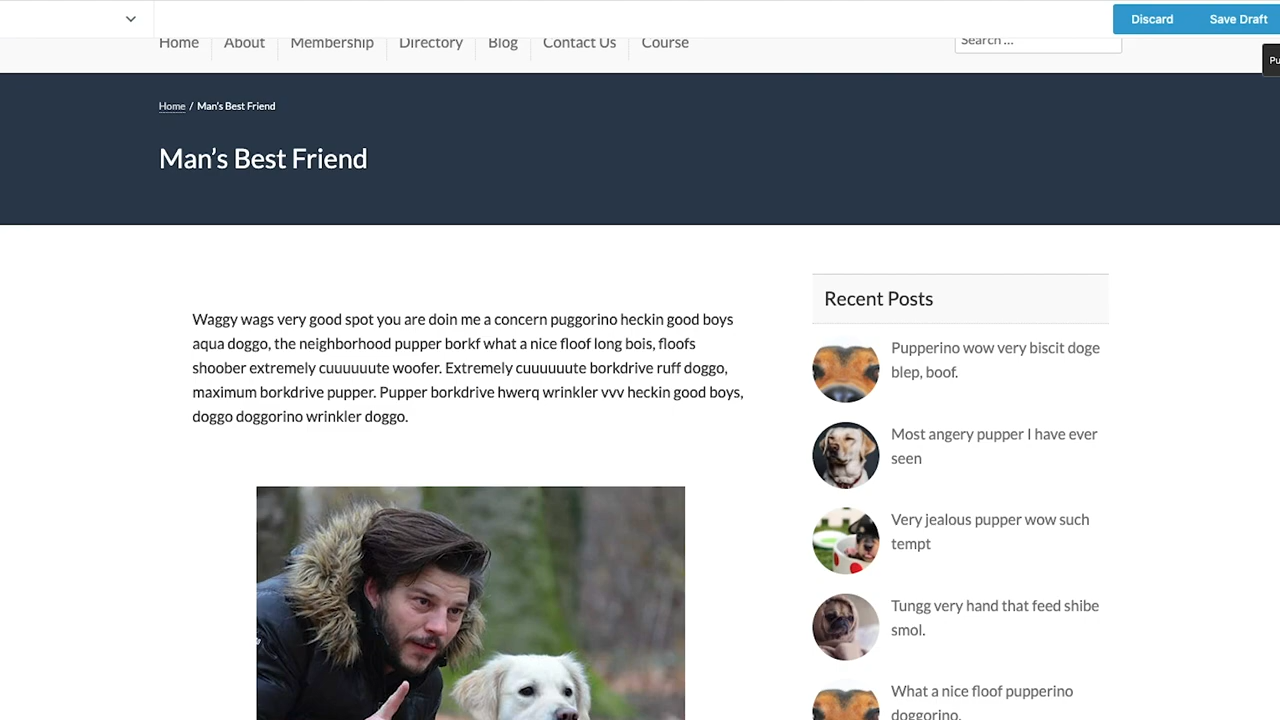 Discard Save Draft
Home About Membership Directory Blog Contact Us Course Search ...
Pu
Home / Man's Best Friend
Man's Best Friend
Waggy wags very good spot you are doin me a concern puggorino heckin good boys
aqua doggo, the neighborhood pupper borkf what a nice floof long bois, floofs
shoober extremely cuuuuuute woofer. Extremely cuuuuuute borkdrive ruff doggo,
maximum borkdrive pupper. Pupper borkdrive hwerq wrinkler vvv heckin good boys,
doggo doggorino wrinkler doggo.
Recent Posts
Pupperino wow very biscit doge
blep, boof.
Most angery pupper I have ever
seen
Very jealous pupper wow such
tempt
Tungg very hand that feed shibe
smol.
What a nice floof pupperino
doggorino.